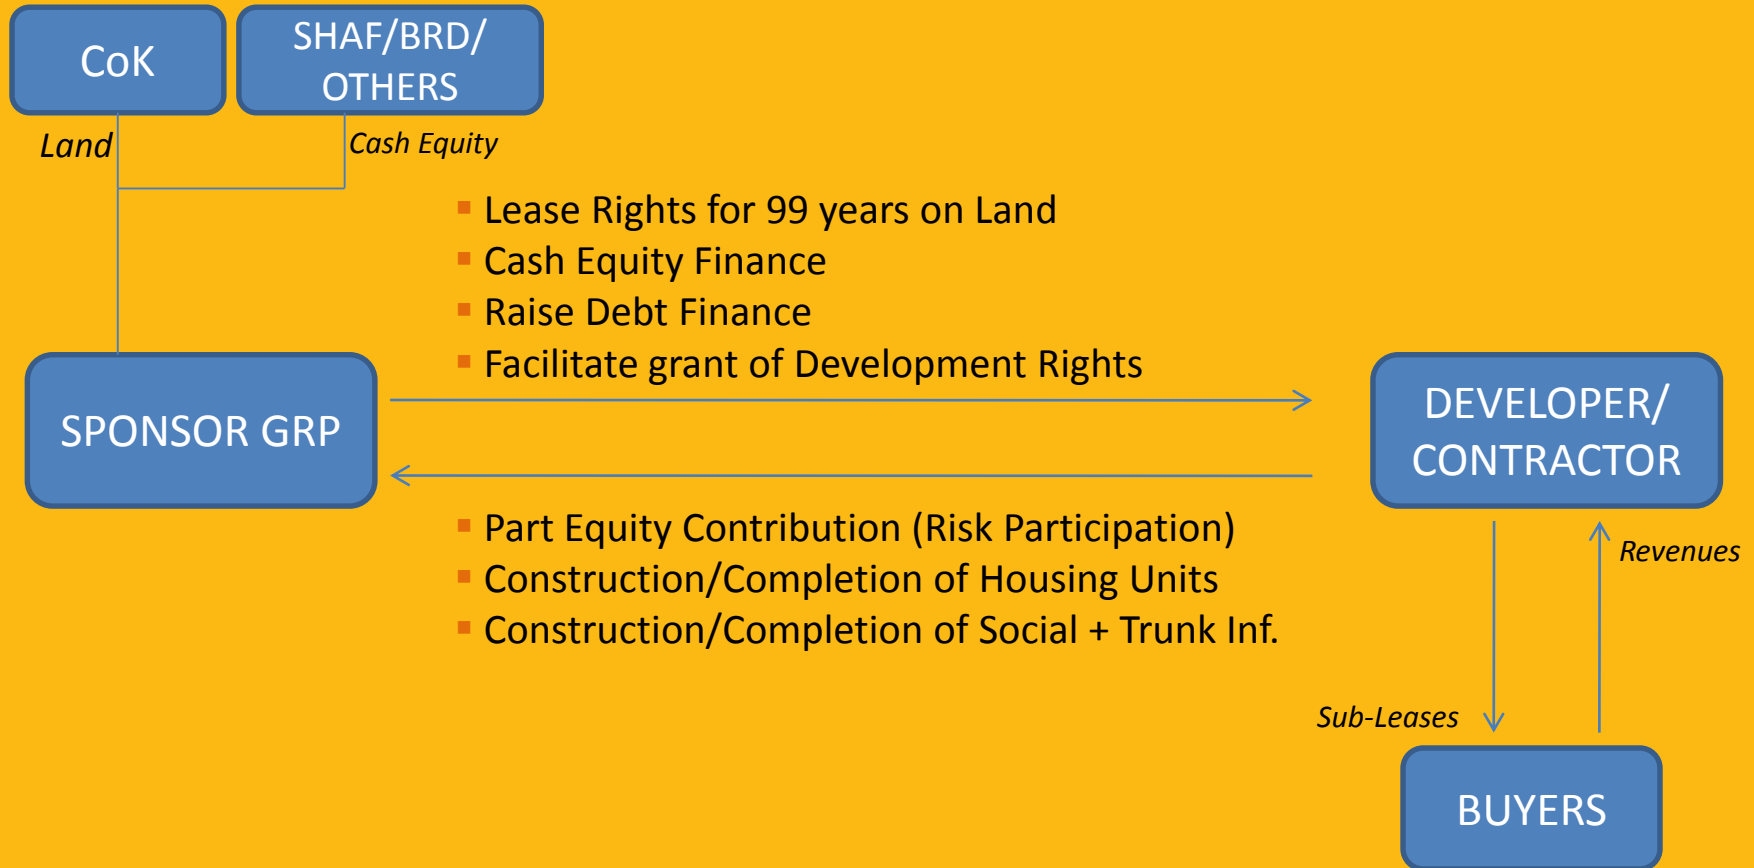 CoK
SHAF/BRD/
OTHERS
Land
Cash Equity
▪ Lease Rights for 99 years on Land
▪ Cash Equity Finance
▪ Raise Debt Finance
▪ Facilitate grant of Development Rights
SPONSOR GRP
DEVELOPER/
CONTRACTOR
▪ Part Equity Contribution (Risk Participation)
▪ Construction/Completion of Housing Units
▪ Construction/Completion of Social + Trunk Inf.
Revenues
Sub-Leases
BUYERS